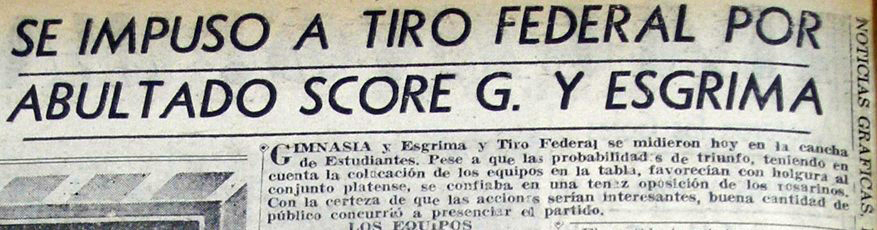 SE IMPUSO A TIRO FEDERAL POR
ABULTADO SCORE G. Y ESGRIMA
GIMNASIA y Esgrima y Tiro Federal se midieron hoy en la cancha
de Estudiantes. Pese a que las probabilidades de triunfo, teniendo en
cuenta la colocación de los equipos en la tabla, favorecían con holgura al
conjunto platense, se confiaba en una tenaz oposición de los rosarinos.
Con la certeza de que las acciones serían interesantes, buena cantidad de
público concurrió a presenciar el partido.
LOS EQUIPOS
NOTICIAS GRAFICAS,